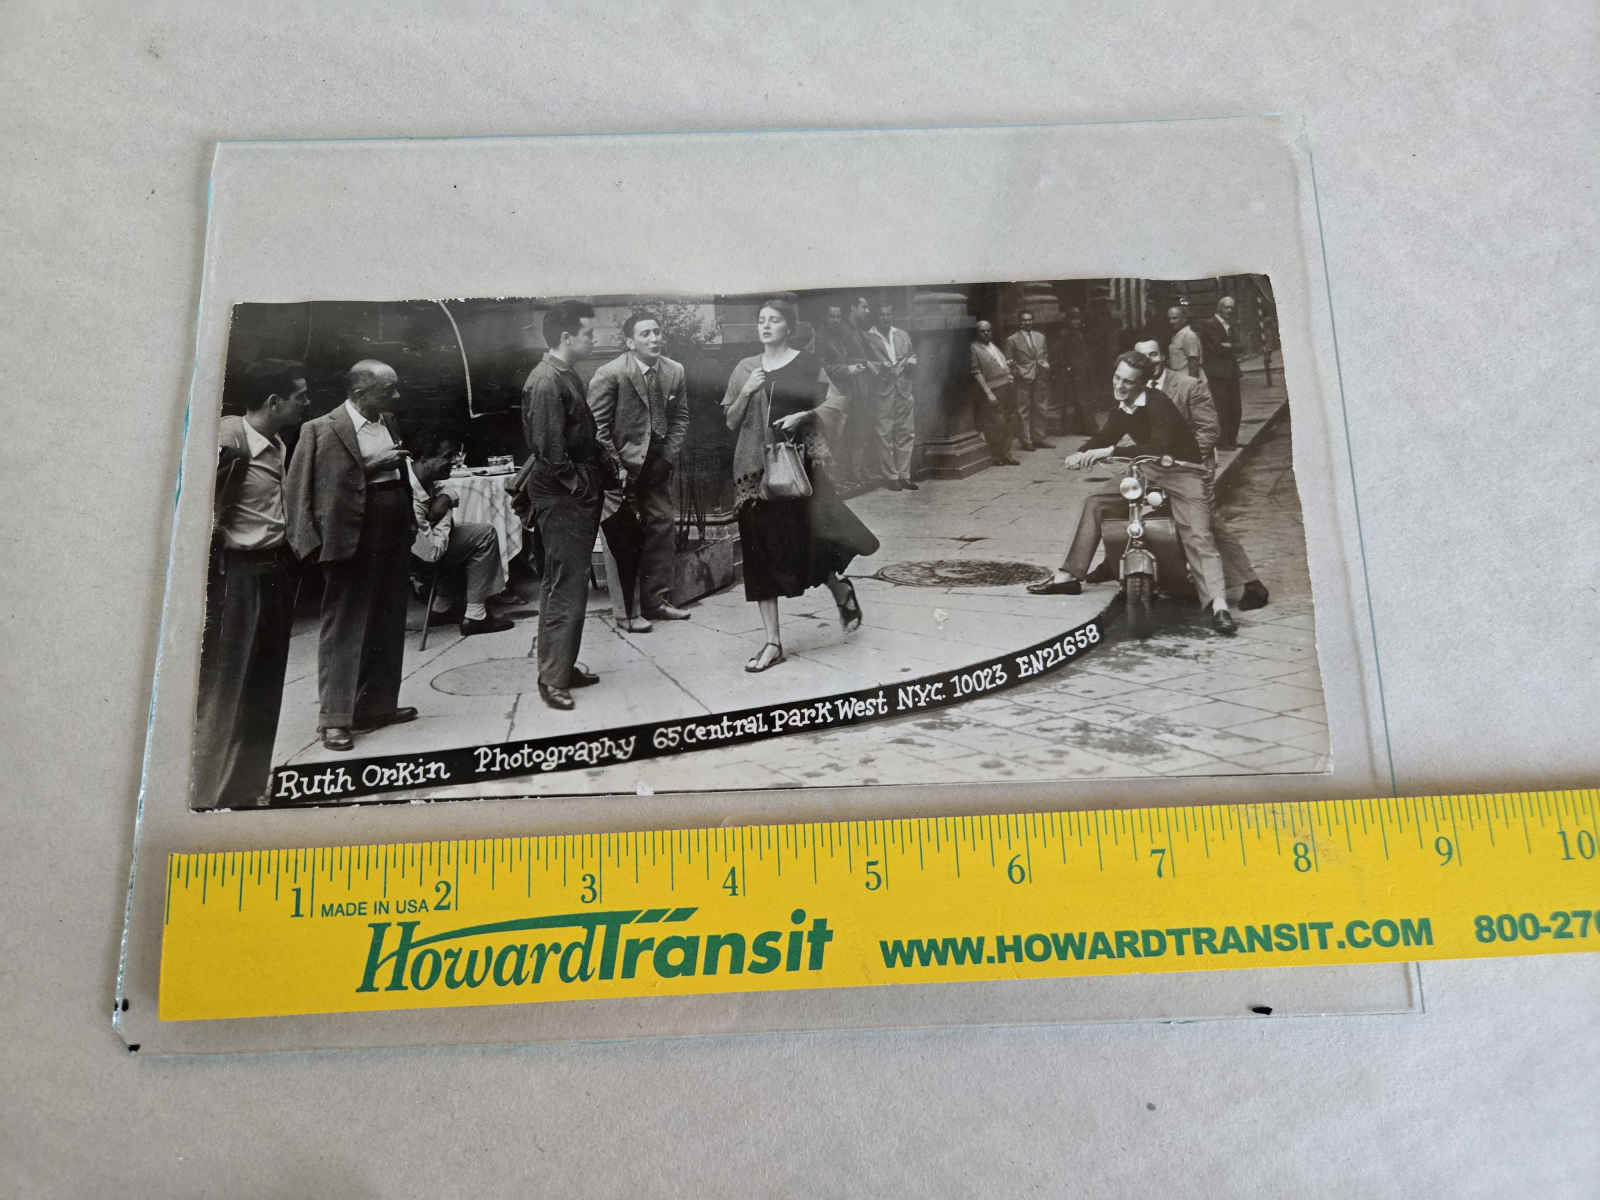 Ruth Orkin Photography 65 Central Park West N.Y.C. 10023 EN21658
1 MADE IN USA 2 3 4 5 6 7 8 9 10
HowardTransit WWW.HOWARDTRANSIT.COM 800-27